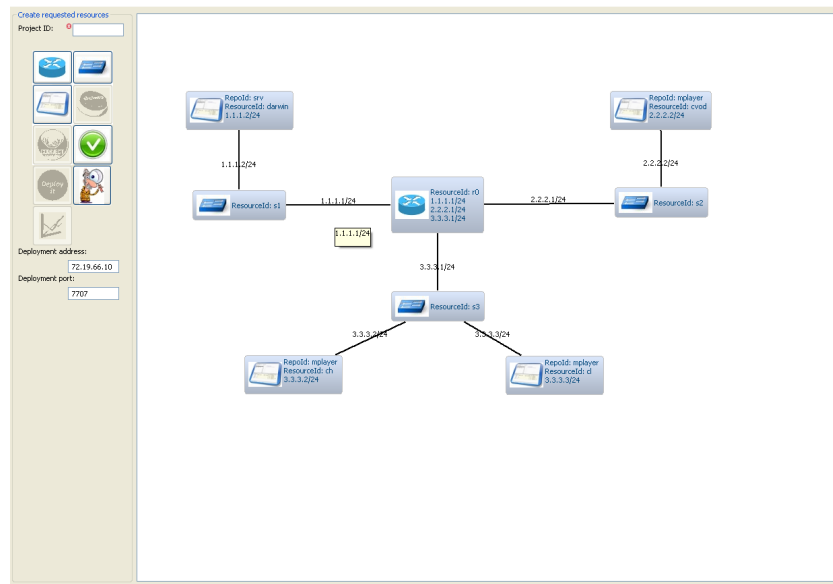 Create requested resources
Project ID:
Deploy
it
Deployment address:
72.19.66.10
Deployment port:
7707
RepoId: srv
ResourceId: darwin
1.1.1.2/24
1.1.1.2/24
ResourceId: s1
1.1.1.1/24
1.1.1.1/24
ResourceId: r0
1.1.1.1/24
2.2.2.1/24
3.3.3.1/24
2.2.2.1/24
RepoId: mplayer
ResourceId: cvod
2.2.2.2/24
2.2.2.2/24
ResourceId: s2
3.3.3.1/24
ResourceId: s3
3.3.3.2/24
3.3.3.3/24
RepoId: mplayer
ResourceId: ch
3.3.3.2/24
RepoId: mplayer
ResourceId: cl
3.3.3.3/24